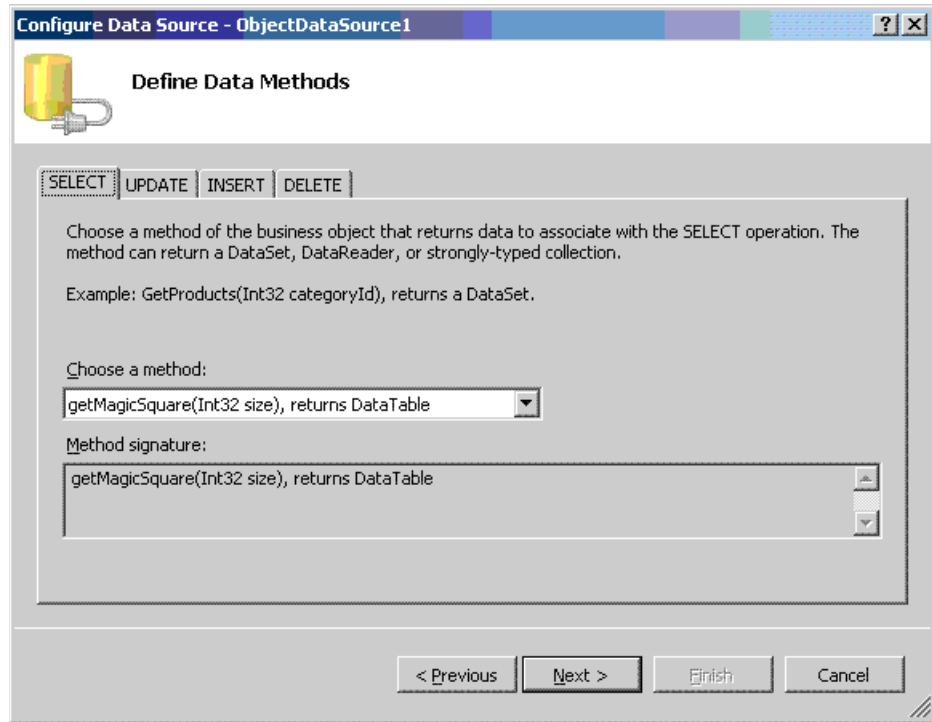 Configure Data Source - ObjectDataSource1
Define Data Methods
SELECT UPDATE INSERT DELETE
Choose a method of the business object that returns data to associate with the SELECT operation. The
method can return a DataSet, DataReader, or strongly-typed collection.
Example: GetProducts(Int32 categoryId), returns a DataSet.
Choose a method:
getMagicSquare(Int32 size), returns DataTable
Method signature:
getMagicSquare(Int32 size), returns DataTable
< Previous Next > Finish Cancel